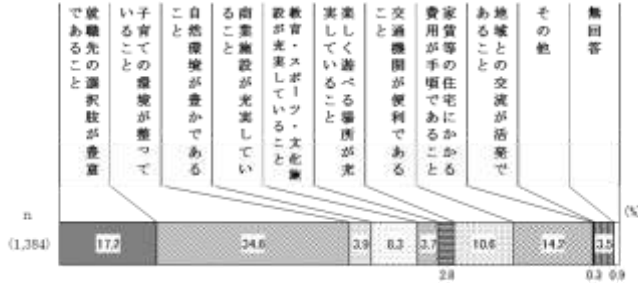 就職先の選択肢が豊富
であること
子育ての環境が整って
いること
自然環境が豊かである
こと
商業施設が充実してい
ること
教育・スポーツ・文化施
設が充実していること
楽しく遊べる場所が充
実していること
交通機関が便利である
こと
家賃等の住宅にかかる
費用が手頃であること
地域との交流が活発で
あること
その他
無回答
n
(%)
(1,384)
17.2
34.6
3.9
8.3
3.7
10.6
14.2
3.5
2.8
0.3
0.9